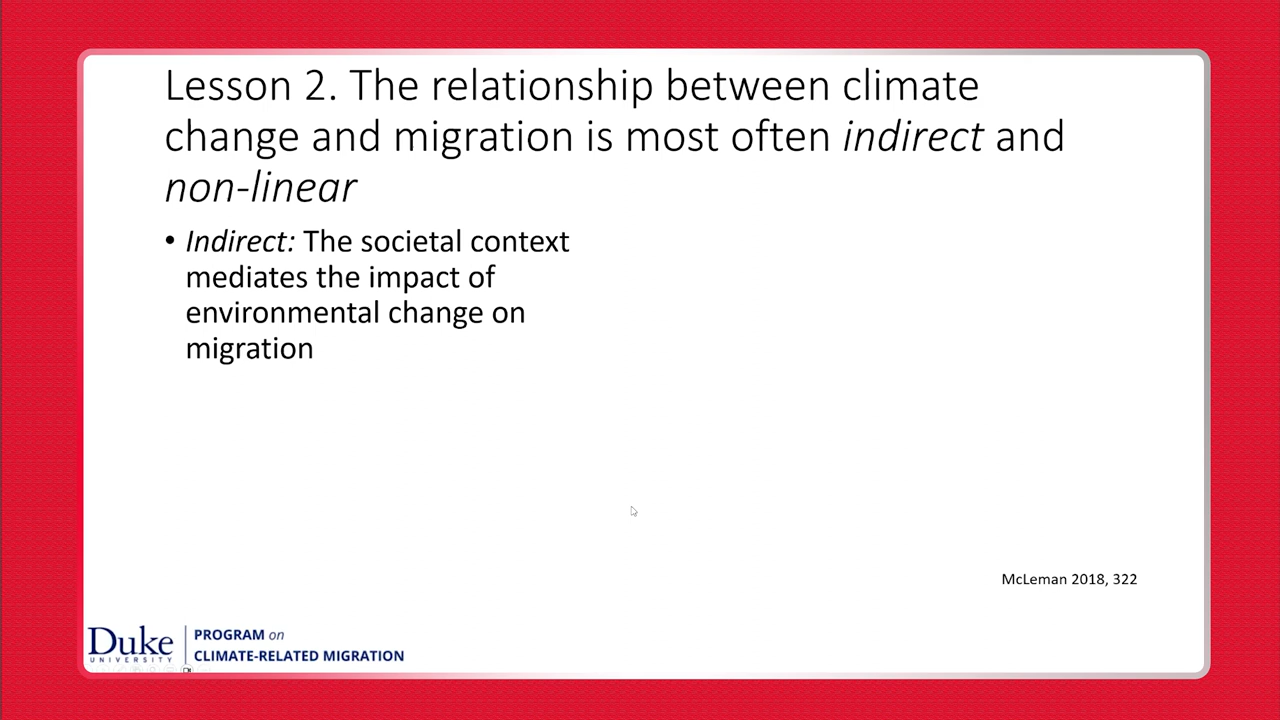 Lesson 2. The relationship between climate
change and migration is most often indirect and
non-linear
• Indirect: The societal context
mediates the impact of
environmental change on
migration
McLeman 2018, 322
Duke
UNIVERSITY
PROGRAM on
CLIMATE-RELATED MIGRATION